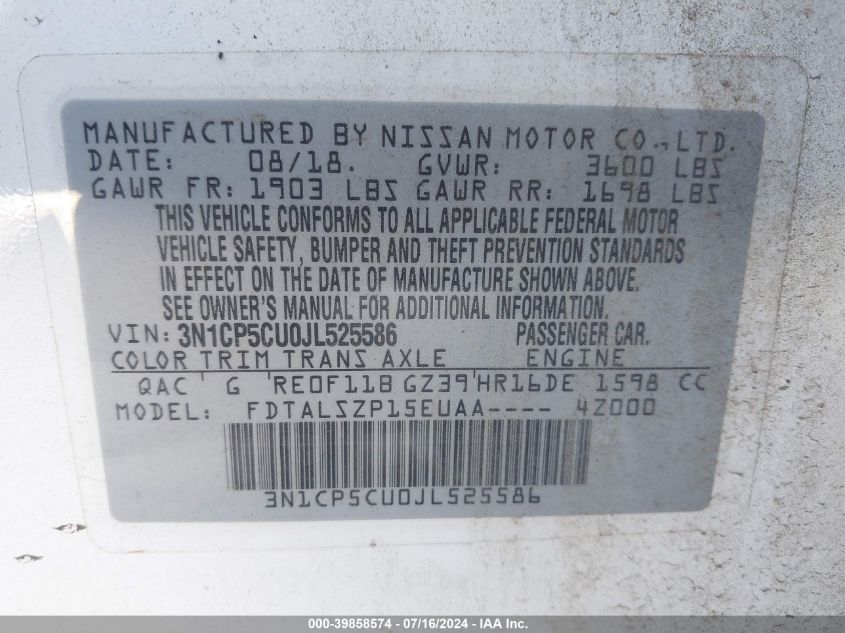 MANUFACTURED BY NISSAN MOTOR CO.,LTD.
DATE: 08/18. GVWR: 3600 LBS
GAWR FR: 1903 LBS GAWR RR: 1698 LBS
THIS VEHICLE CONFORMS TO ALL APPLICABLE FEDERAL MOTOR
VEHICLE SAFETY, BUMPER AND THEFT PREVENTION STANDARDS
IN EFFECT ON THE DATE OF MANUFACTURE SHOWN ABOVE.
SEE OWNER'S MANUAL FOR ADDITIONAL INFORMATION.
VIN: 3N1CP5CU0JL525586 PASSENGER CAR.
COLOR TRIM TRANS AXLE ENGINE
QAC G RE0F11B GZ39 HR16DE 1598 CC
MODEL: FDTALSZP15EUAA---- 4Z000
3N1CP5CU0JL525586
000-39858574 / 07/16/2024 - IAA Inc.